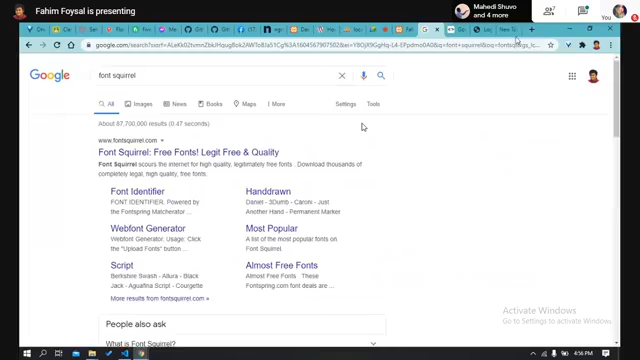 Fahim Foysal is presenting
Mahedi Shuvo
and 4 more
7
font squirrel
Google
All Images News Books Maps More Settings Tools
About 87,700,000 results (0.47 seconds)
www.fontsquirrel.com
Font Squirrel: Free Fonts! Legit Free & Quality
Font Squirrel scours the internet for high quality, legitimately free fonts. Download thousands of
completely legal, high quality, free fonts.
Font Identifier
FONT IDENTIFIER. Powered by
the Fontspring Matcherator ...
Handdrawn
Daniel - 3Dumb - Caroni - Just
Another Hand - Permanent Marker
Webfont Generator
Webfont Generator; Usage: Click
the "Upload Fonts" button ...
Most Popular
A list of the most popular fonts on
Font Squirrel
Script
Berkshire Swash - Allura - Black
Jack - Aguafina Script - Courgette
Almost Free Fonts
Almost Free Fonts These
Fontspring.com font deals are ...
More results from fontsquirrel.com »
Activate Windows
Go to Settings to activate Windows.
People also ask
What is Font Squirrel?
4:56 PM